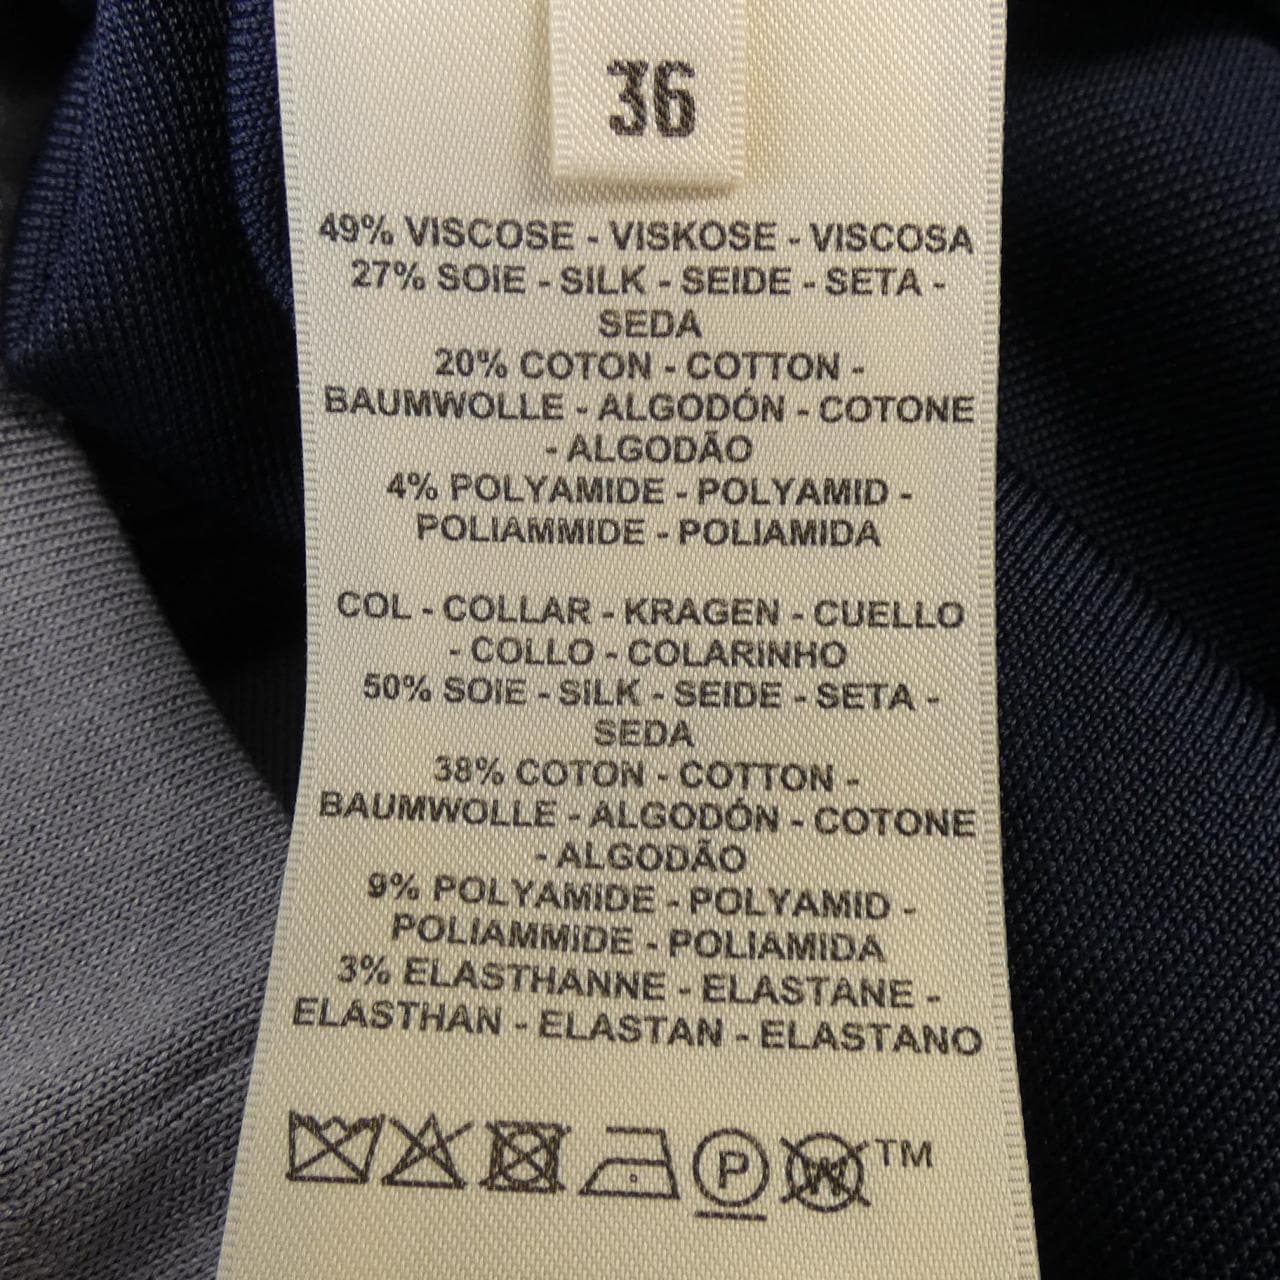 36
49% VISCOSE - VISKOSE - VISCOSA
27% SOIE - SILK - SEIDE - SETA -
SEDA
20% COTON - COTTON -
BAUMWOLLE - ALGODÓN - COTONE
- ALGODÃO
4% POLYAMIDE - POLYAMID -
POLIAMMIDE - POLIAMIDA
COL - COLLAR - KRAGEN - CUELLO
- COLLO - COLARINHO
50% SOIE - SILK - SEIDE - SETA -
SEDA
38% COTON - COTTON -
BAUMWOLLE - ALGODÓN - COTONE
- ALGODÃO
9% POLYAMIDE - POLYAMID -
POLIAMMIDE - POLIAMIDA
3% ELASTHANNE - ELASTANE -
ELASTHAN - ELASTAN - ELASTANO
P W TM